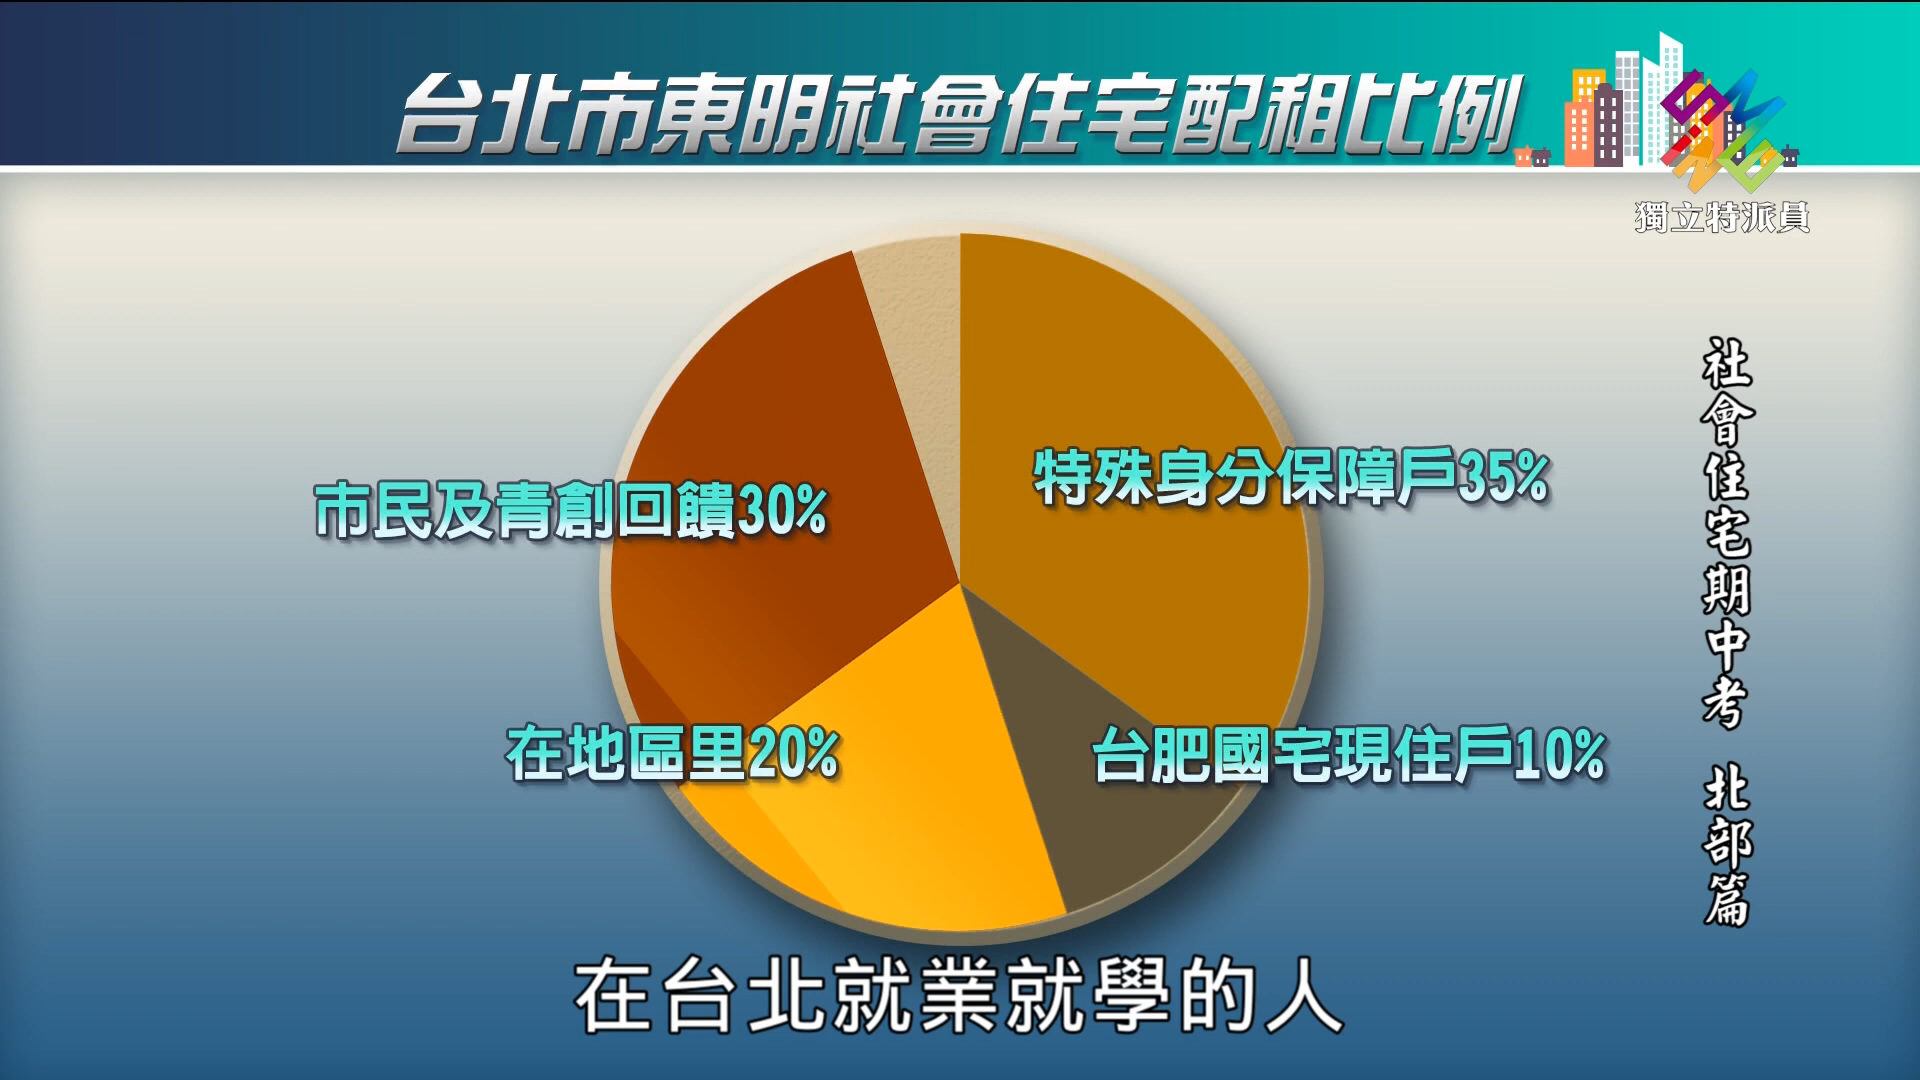 台北市東明社會住宅配租比例
獨立特派員
特殊身分保障戶35%
市民及青創回饋30%
在地區里20%
台肥國宅現住戶10%
社會住宅期中考 北部篇
在台北就業就學的人